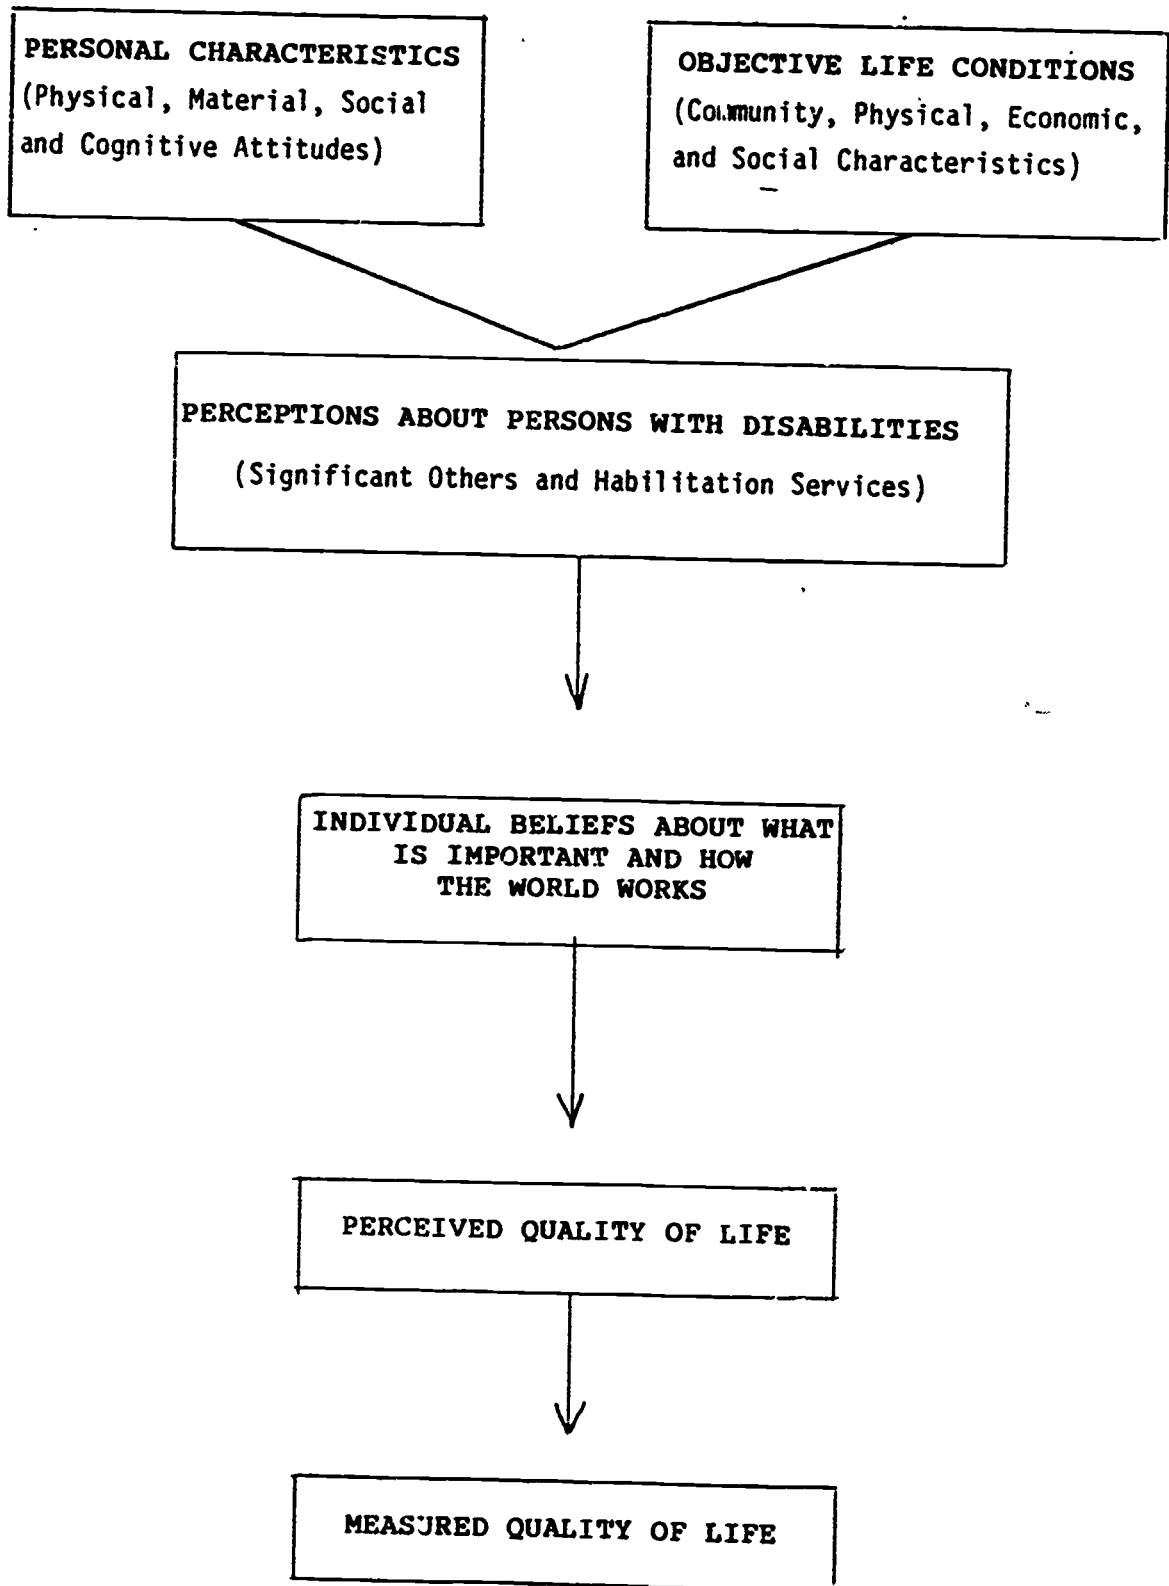 PERSONAL CHARACTERISTICS
(Physical, Material, Social
and Cognitive Attitudes)
OBJECTIVE LIFE CONDITIONS
(Community, Physical, Economic,
and Social Characteristics)
PERCEPTIONS ABOUT PERSONS WITH DISABILITIES
(Significant Others and Habilitation Services)
INDIVIDUAL BELIEFS ABOUT WHAT
IS IMPORTANT AND HOW
THE WORLD WORKS
PERCEIVED QUALITY OF LIFE
MEASURED QUALITY OF LIFE